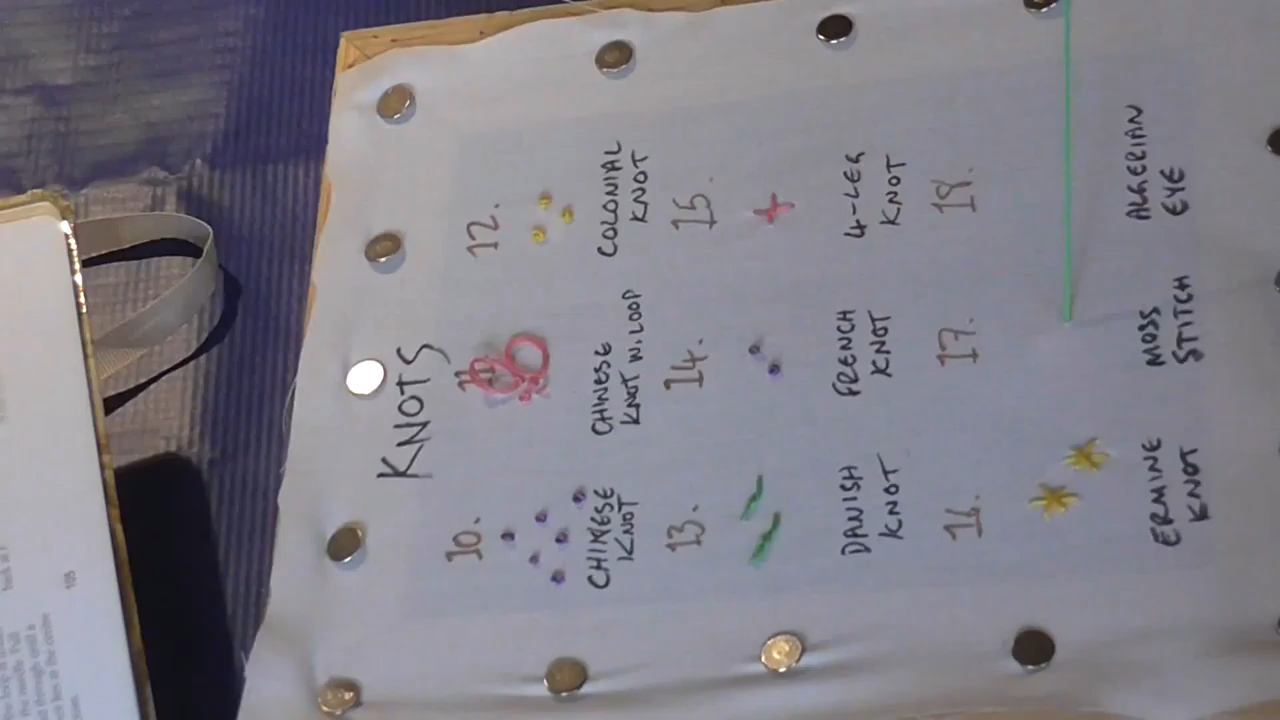 KNOTS
10.
11.
12.
CHINESE
KNOT
CHINESE
KNOT W. LOOP
COLONIAL
KNOT
13.
14.
15.
DANISH
KNOT
FRENCH
KNOT
4-LEG
KNOT
16.
17.
18.
ERMINE
KNOT
MOSS
STITCH
ALGERIAN
EYE
105